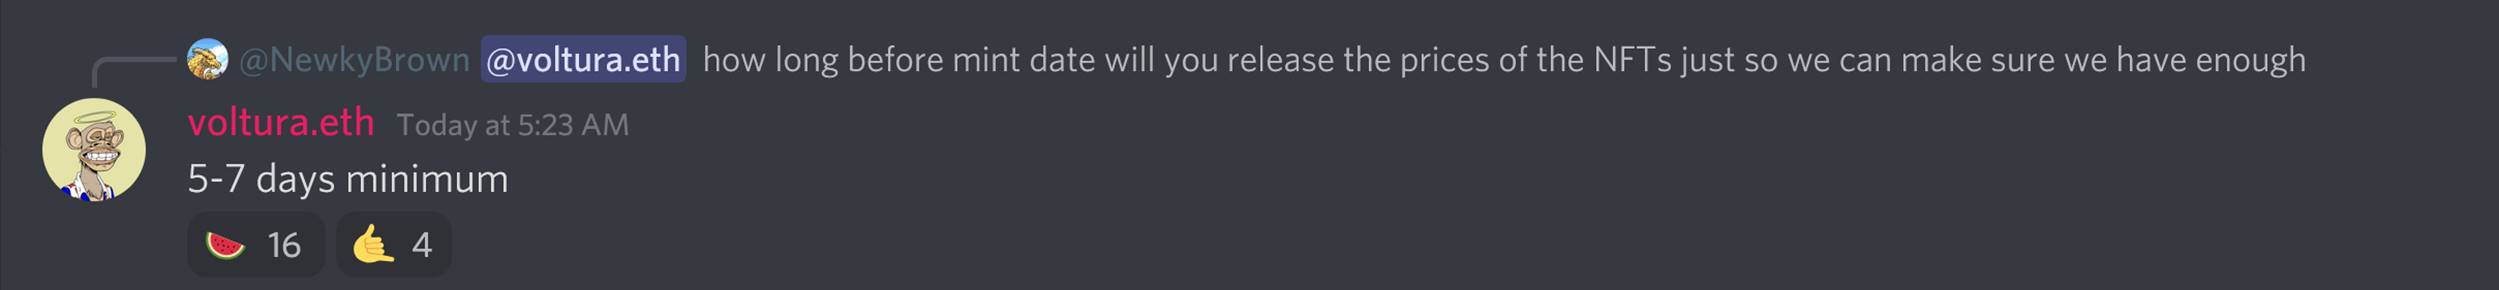 @NewkyBrown @voltura.eth how long before mint date will you release the prices of the NFTs just so we can make sure we have enough
voltura.eth Today at 5:23 AM
5-7 days minimum
16 4